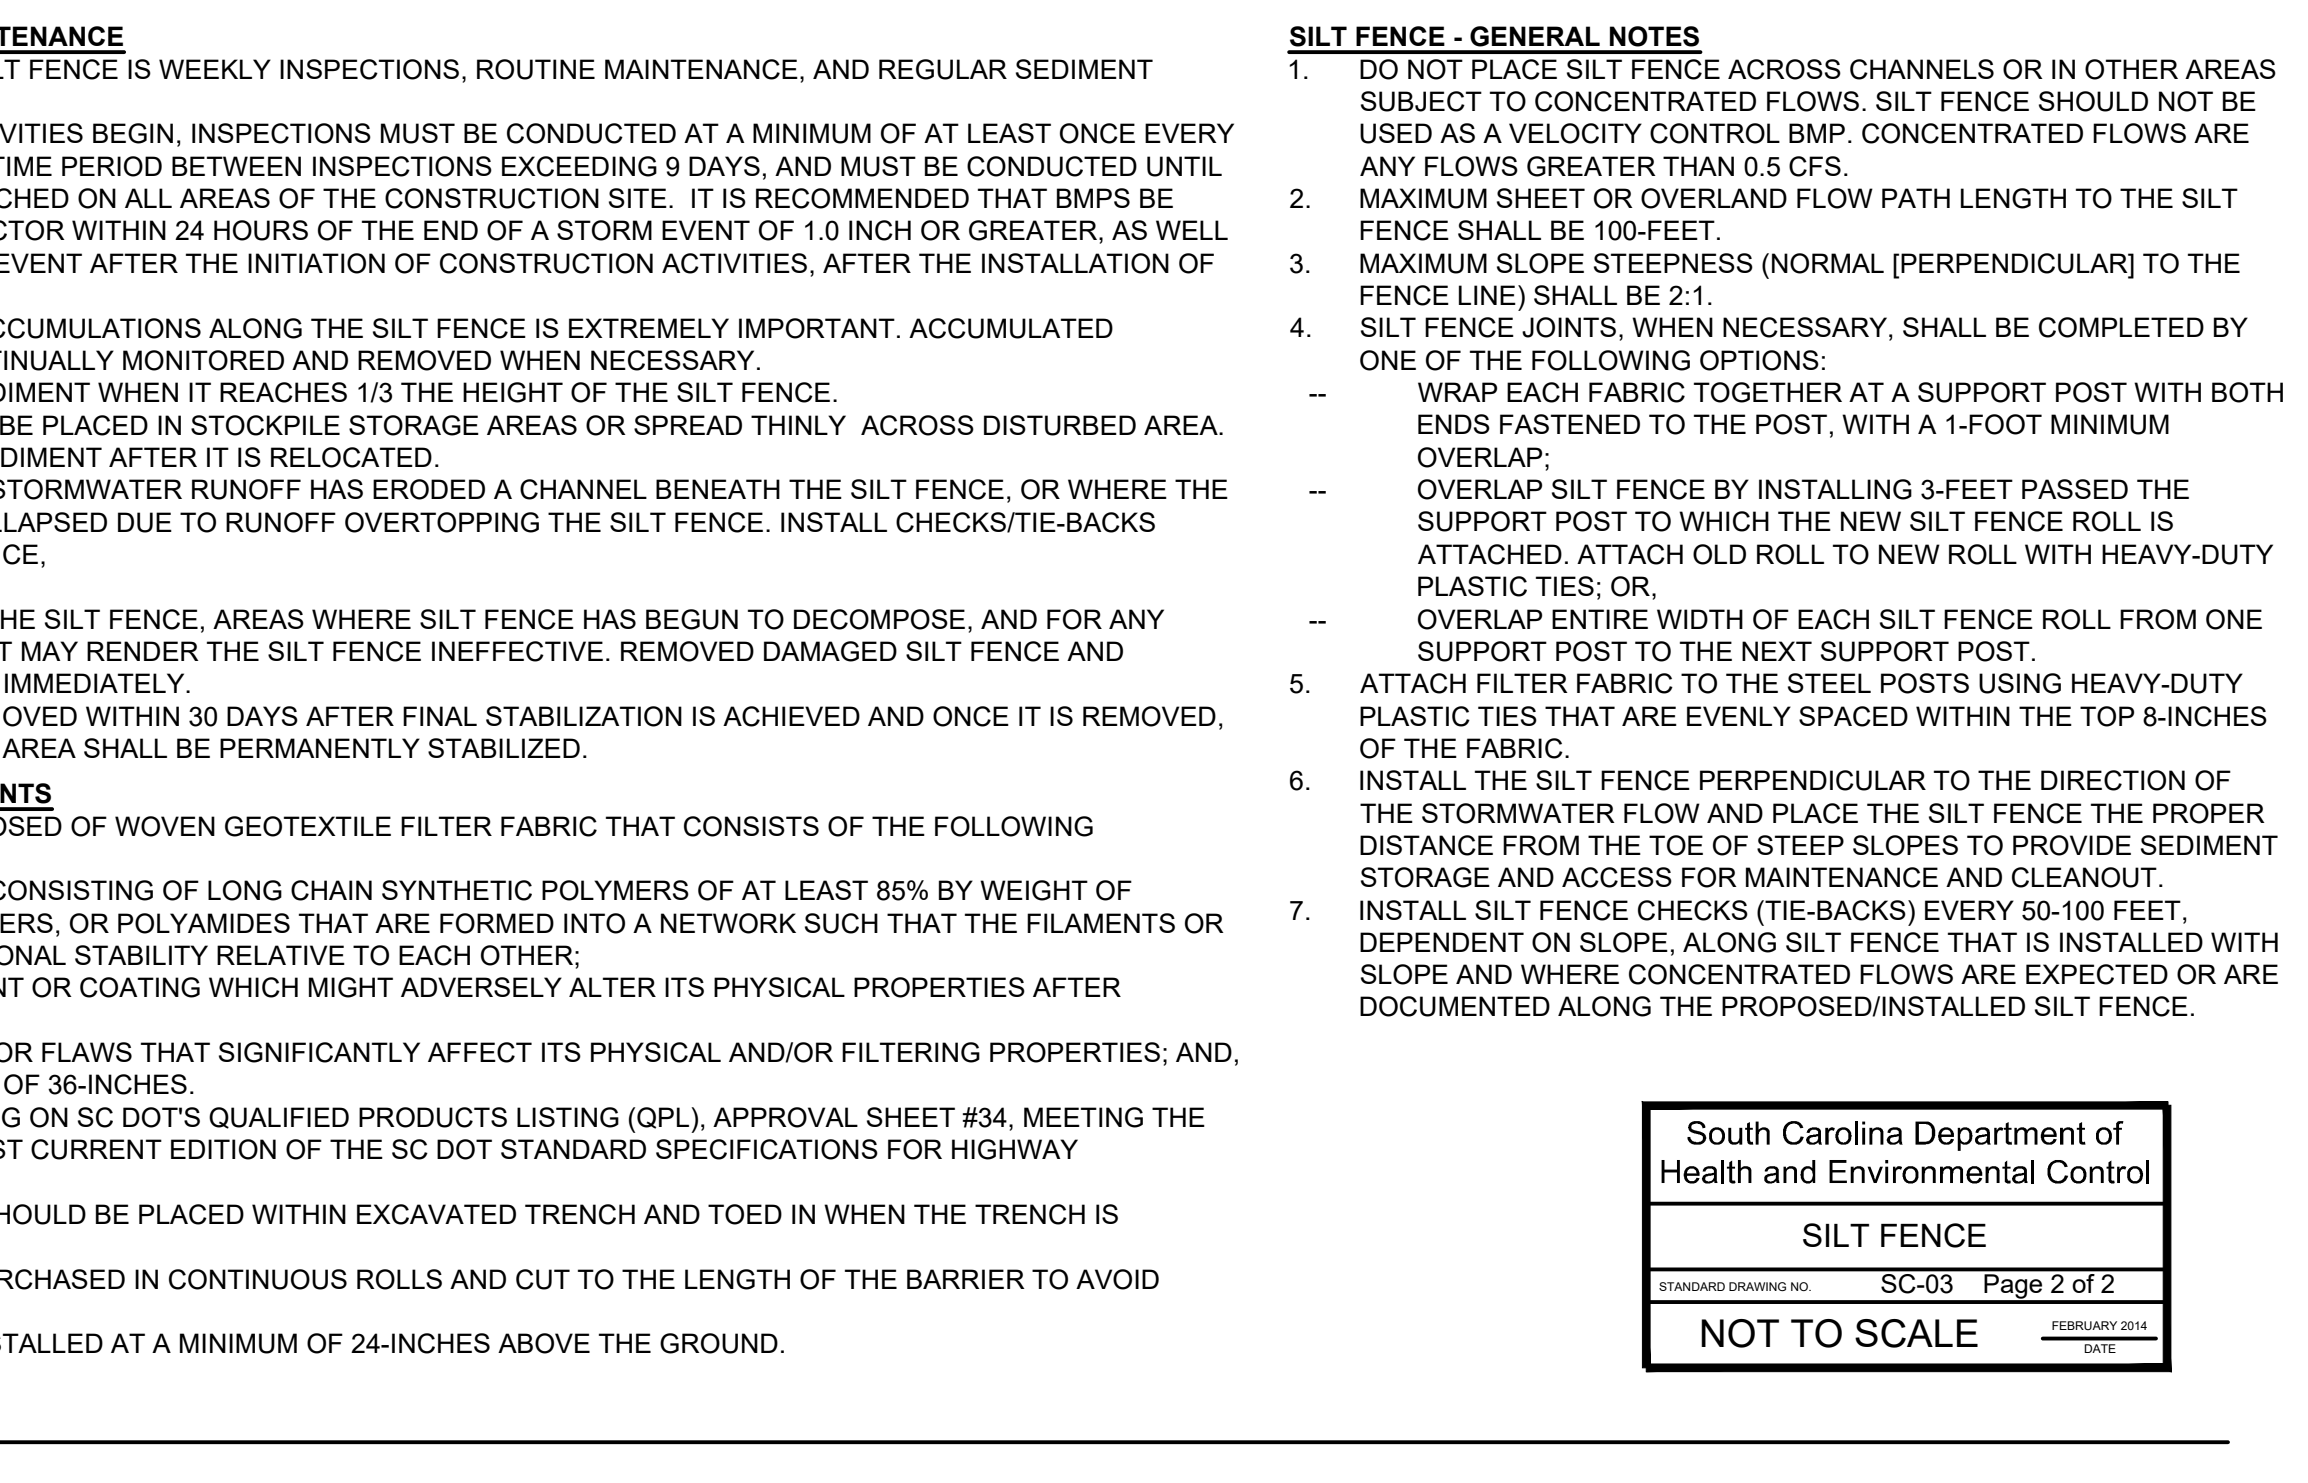 TENANCE
LT FENCE IS WEEKLY INSPECTIONS, ROUTINE MAINTENANCE, AND REGULAR SEDIMENT
VITIES BEGIN, INSPECTIONS MUST BE CONDUCTED AT A MINIMUM OF AT LEAST ONCE EVERY
TIME PERIOD BETWEEN INSPECTIONS EXCEEDING 9 DAYS, AND MUST BE CONDUCTED UNTIL
CHED ON ALL AREAS OF THE CONSTRUCTION SITE. IT IS RECOMMENDED THAT BMPS BE
CTOR WITHIN 24 HOURS OF THE END OF A STORM EVENT OF 1.0 INCH OR GREATER, AS WELL
EVENT AFTER THE INITIATION OF CONSTRUCTION ACTIVITIES, AFTER THE INSTALLATION OF
CCUMULATIONS ALONG THE SILT FENCE IS EXTREMELY IMPORTANT. ACCUMULATED
TINUALLY MONITORED AND REMOVED WHEN NECESSARY.
DIMENT WHEN IT REACHES 1/3 THE HEIGHT OF THE SILT FENCE.
BE PLACED IN STOCKPILE STORAGE AREAS OR SPREAD THINLY ACROSS DISTURBED AREA.
DIMENT AFTER IT IS RELOCATED.
STORMWATER RUNOFF HAS ERODED A CHANNEL BENEATH THE SILT FENCE, OR WHERE THE
LLAPSED DUE TO RUNOFF OVERTOPPING THE SILT FENCE. INSTALL CHECKS/TIE-BACKS
CE,
HE SILT FENCE, AREAS WHERE SILT FENCE HAS BEGUN TO DECOMPOSE, AND FOR ANY
T MAY RENDER THE SILT FENCE INEFFECTIVE. REMOVED DAMAGED SILT FENCE AND
IMMEDIATELY.
OVED WITHIN 30 DAYS AFTER FINAL STABILIZATION IS ACHIEVED AND ONCE IT IS REMOVED,
AREA SHALL BE PERMANENTLY STABILIZED.
NTS
OSED OF WOVEN GEOTEXTILE FILTER FABRIC THAT CONSISTS OF THE FOLLOWING
CONSISTING OF LONG CHAIN SYNTHETIC POLYMERS OF AT LEAST 85% BY WEIGHT OF
ERS, OR POLYAMIDES THAT ARE FORMED INTO A NETWORK SUCH THAT THE FILAMENTS OR
ONAL STABILITY RELATIVE TO EACH OTHER;
NT OR COATING WHICH MIGHT ADVERSELY ALTER ITS PHYSICAL PROPERTIES AFTER
OR FLAWS THAT SIGNIFICANTLY AFFECT ITS PHYSICAL AND/OR FILTERING PROPERTIES; AND,
OF 36-INCHES.
G ON SC DOT'S QUALIFIED PRODUCTS LISTING (QPL), APPROVAL SHEET #34, MEETING THE
ST CURRENT EDITION OF THE SC DOT STANDARD SPECIFICATIONS FOR HIGHWAY
HOULD BE PLACED WITHIN EXCAVATED TRENCH AND TOED IN WHEN THE TRENCH IS
RCHASED IN CONTINUOUS ROLLS AND CUT TO THE LENGTH OF THE BARRIER TO AVOID
STALLED AT A MINIMUM OF 24-INCHES ABOVE THE GROUND.
SILT FENCE - GENERAL NOTES
1. DO NOT PLACE SILT FENCE ACROSS CHANNELS OR IN OTHER AREAS
SUBJECT TO CONCENTRATED FLOWS. SILT FENCE SHOULD NOT BE
USED AS A VELOCITY CONTROL BMP. CONCENTRATED FLOWS ARE
ANY FLOWS GREATER THAN 0.5 CFS.
2. MAXIMUM SHEET OR OVERLAND FLOW PATH LENGTH TO THE SILT
FENCE SHALL BE 100-FEET.
3. MAXIMUM SLOPE STEEPNESS (NORMAL [PERPENDICULAR] TO THE
FENCE LINE) SHALL BE 2:1.
4. SILT FENCE JOINTS, WHEN NECESSARY, SHALL BE COMPLETED BY
ONE OF THE FOLLOWING OPTIONS:
-- WRAP EACH FABRIC TOGETHER AT A SUPPORT POST WITH BOTH
ENDS FASTENED TO THE POST, WITH A 1-FOOT MINIMUM
OVERLAP;
-- OVERLAP SILT FENCE BY INSTALLING 3-FEET PASSED THE
SUPPORT POST TO WHICH THE NEW SILT FENCE ROLL IS
ATTACHED. ATTACH OLD ROLL TO NEW ROLL WITH HEAVY-DUTY
PLASTIC TIES; OR,
-- OVERLAP ENTIRE WIDTH OF EACH SILT FENCE ROLL FROM ONE
SUPPORT POST TO THE NEXT SUPPORT POST.
5. ATTACH FILTER FABRIC TO THE STEEL POSTS USING HEAVY-DUTY
PLASTIC TIES THAT ARE EVENLY SPACED WITHIN THE TOP 8-INCHES
OF THE FABRIC.
6. INSTALL THE SILT FENCE PERPENDICULAR TO THE DIRECTION OF
THE STORMWATER FLOW AND PLACE THE SILT FENCE THE PROPER
DISTANCE FROM THE TOE OF STEEP SLOPES TO PROVIDE SEDIMENT
STORAGE AND ACCESS FOR MAINTENANCE AND CLEANOUT.
7. INSTALL SILT FENCE CHECKS (TIE-BACKS) EVERY 50-100 FEET,
DEPENDENT ON SLOPE, ALONG SILT FENCE THAT IS INSTALLED WITH
SLOPE AND WHERE CONCENTRATED FLOWS ARE EXPECTED OR ARE
DOCUMENTED ALONG THE PROPOSED/INSTALLED SILT FENCE.
South Carolina Department of
Health and Environmental Control
SILT FENCE
STANDARD DRAWING NO. SC-03 Page 2 of 2
NOT TO SCALE FEBRUARY 2014
DATE